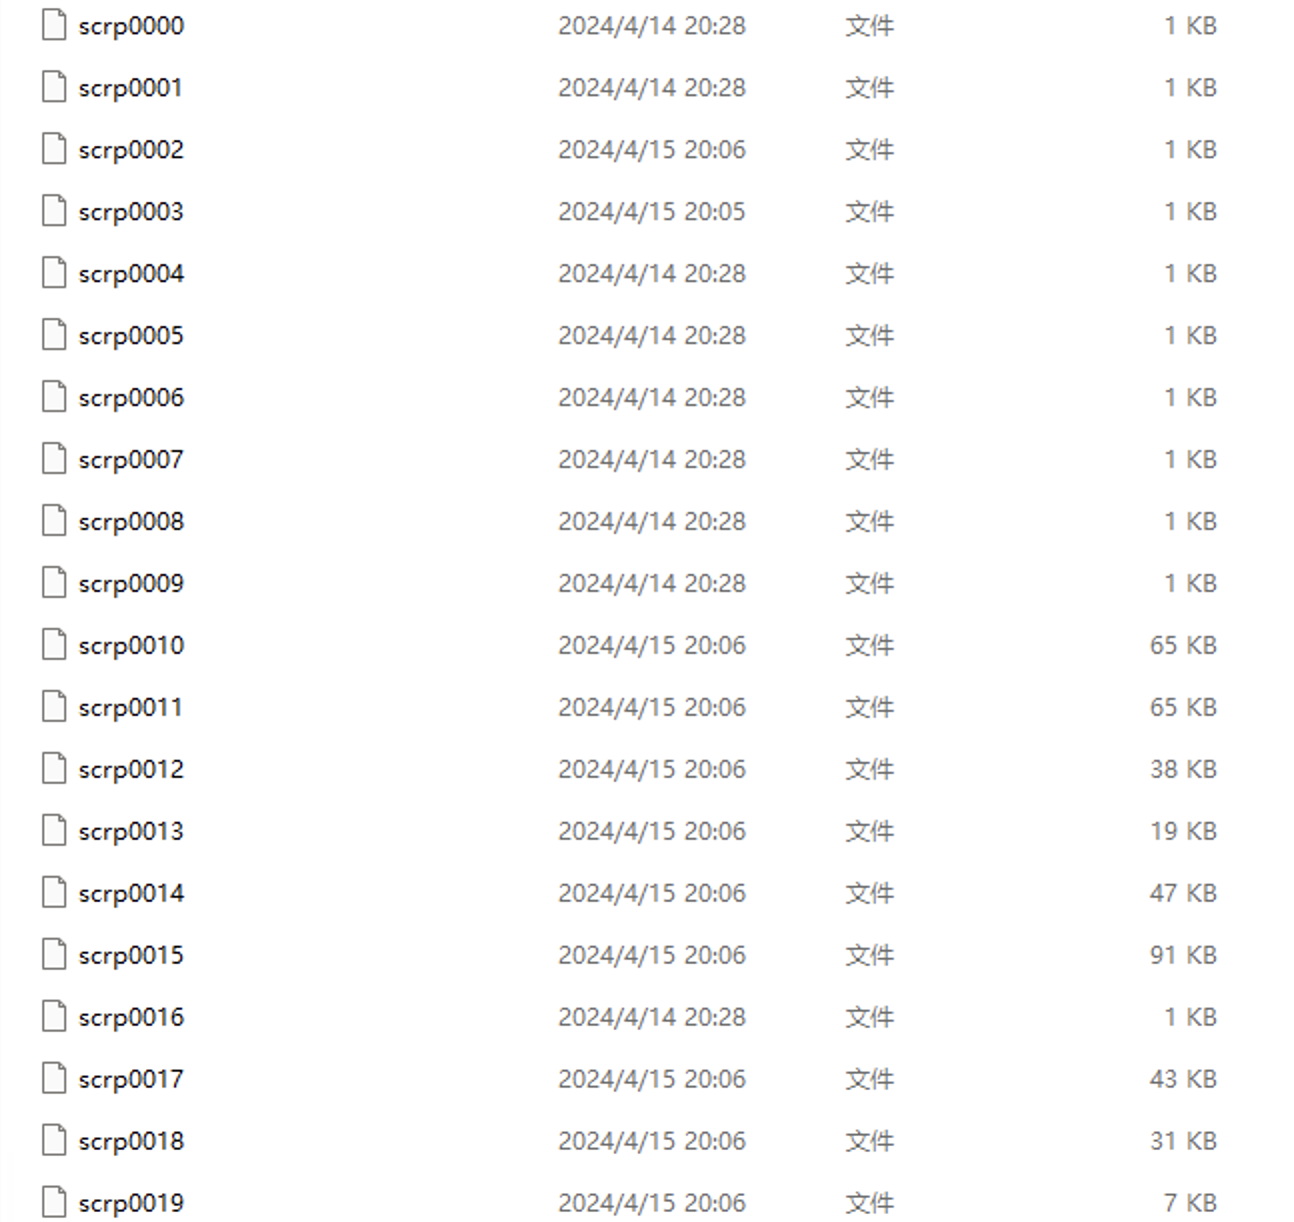 scrp0000 2024/4/14 20:28 文件 1 KB
scrp0001 2024/4/14 20:28 文件 1 KB
scrp0002 2024/4/15 20:06 文件 1 KB
scrp0003 2024/4/15 20:05 文件 1 KB
scrp0004 2024/4/14 20:28 文件 1 KB
scrp0005 2024/4/14 20:28 文件 1 KB
scrp0006 2024/4/14 20:28 文件 1 KB
scrp0007 2024/4/14 20:28 文件 1 KB
scrp0008 2024/4/14 20:28 文件 1 KB
scrp0009 2024/4/14 20:28 文件 1 KB
scrp0010 2024/4/15 20:06 文件 65 KB
scrp0011 2024/4/15 20:06 文件 65 KB
scrp0012 2024/4/15 20:06 文件 38 KB
scrp0013 2024/4/15 20:06 文件 19 KB
scrp0014 2024/4/15 20:06 文件 47 KB
scrp0015 2024/4/15 20:06 文件 91 KB
scrp0016 2024/4/14 20:28 文件 1 KB
scrp0017 2024/4/15 20:06 文件 43 KB
scrp0018 2024/4/15 20:06 文件 31 KB
scrp0019 2024/4/15 20:06 文件 7 KB